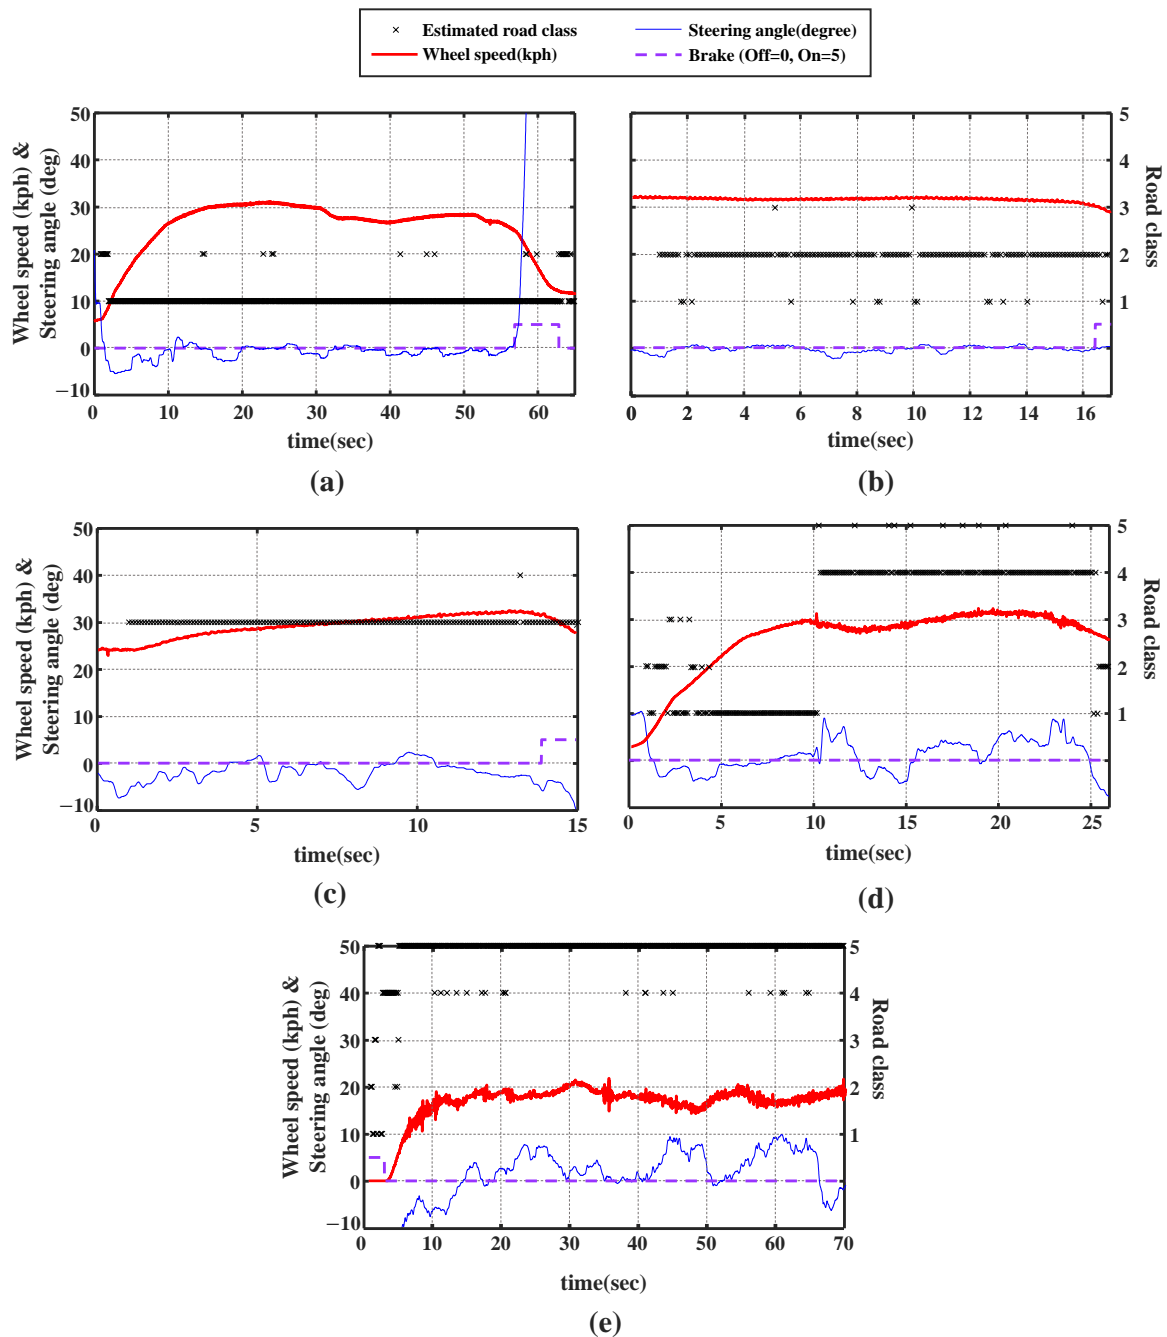 Estimated road class
Steering angle(degree)
Wheel speed(kph)
Brake (Off=0, On=5)
Wheel speed (kph) &
Steering angle (deg)
50
40
30
20
10
0
−10
0 10 20 30 40 50 60
time(sec)
(a)
5
4
3
2
1
Road class
0 2 4 6 8 10 12 14 16
time(sec)
(b)
Wheel speed (kph) &
Steering angle (deg)
50
40
30
20
10
0
−10
0 5 10 15
time(sec)
(c)
5
4
3
2
1
Road class
0 5 10 15 20 25
time(sec)
(d)
Wheel speed (kph) &
Steering angle (deg)
50
40
30
20
10
0
−10
5
4
3
2
1
Road class
0 10 20 30 40 50 60 70
time(sec)
(e)